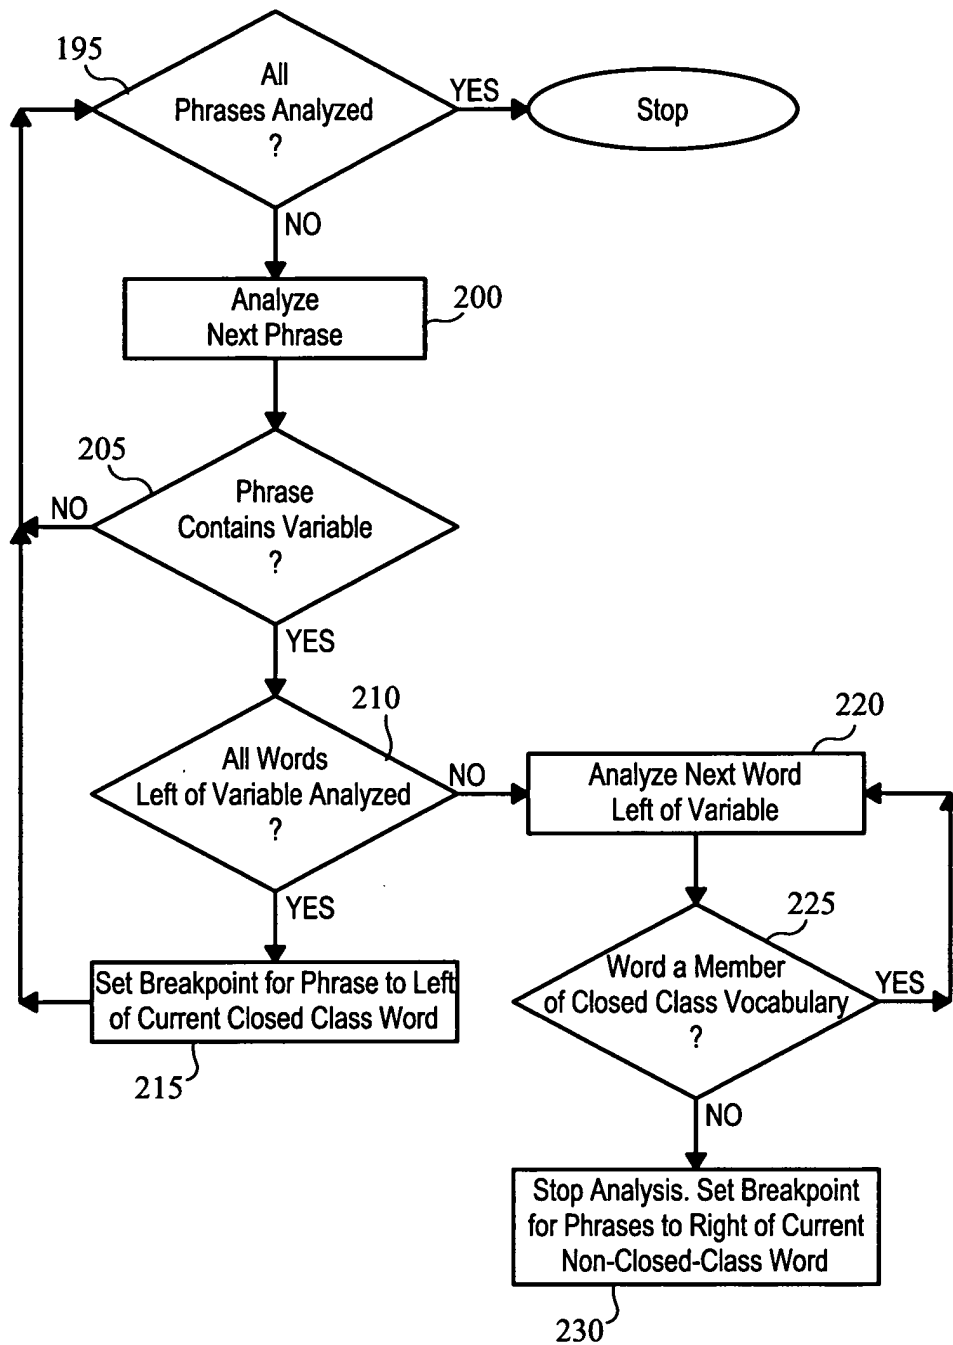 195
All
Phrases Analyzed
?
YES
Stop
NO
Analyze
Next Phrase
200
205
Phrase
Contains Variable
?
NO
YES
210
All Words
Left of Variable Analyzed
?
NO
220
Analyze Next Word
Left of Variable
YES
225
Word a Member
of Closed Class Vocabulary
?
YES
Set Breakpoint for Phrase to Left
of Current Closed Class Word
215
NO
Stop Analysis. Set Breakpoint
for Phrases to Right of Current
Non-Closed-Class Word
230